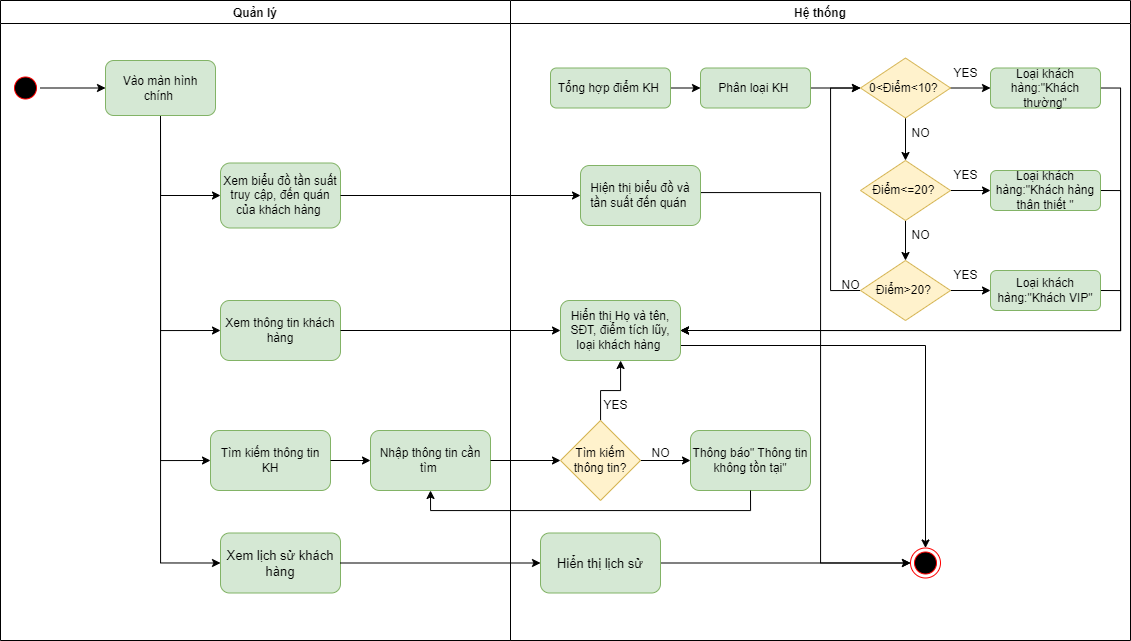 Quản lý
Hệ thống
Vào màn hình
chính
Tổng hợp điểm KH
Phân loại KH
0<Điểm<10?
YES
Loại khách
hàng:"Khách
thường"
NO
Xem biểu đồ tần suất
truy cập, đến quán
của khách hàng
Hiện thị biểu đồ và
tần suất đến quán
Điểm<=20?
YES
Loại khách
hàng:"Khách hàng
thân thiết "
NO
NO
Điểm>20?
YES
Loại khách
hàng:"Khách VIP"
Xem thông tin khách
hàng
Hiển thị Họ và tên,
SĐT, điểm tích lũy,
loại khách hàng
YES
Tìm kiếm thông tin
KH
Nhập thông tin cần
tìm
Tìm kiếm
thông tin?
NO
Thông báo" Thông tin
không tồn tại"
Xem lịch sử khách
hàng
Hiển thị lịch sử